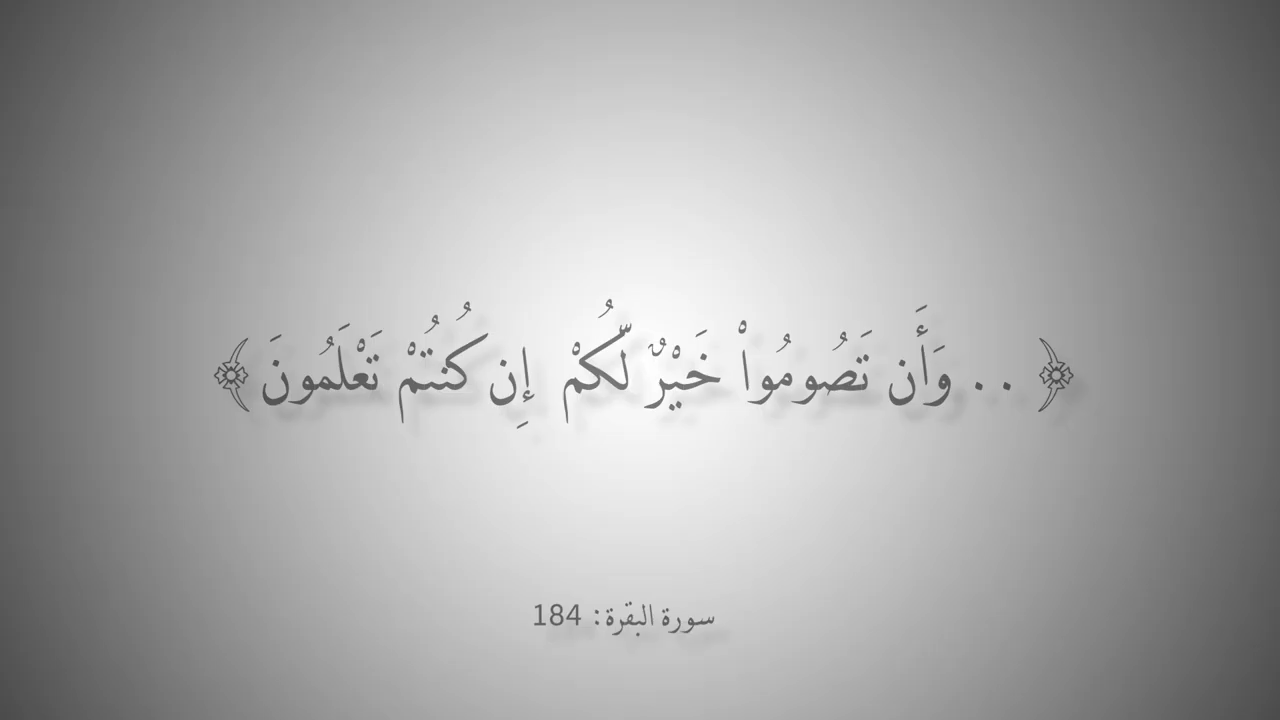 ﴿ .. وَأَن تَصُومُواْ خَيْرٌ لَّكُمْ إِن كُنتُمْ تَعْلَمُونَ ﴾
سورة البقرة: 184